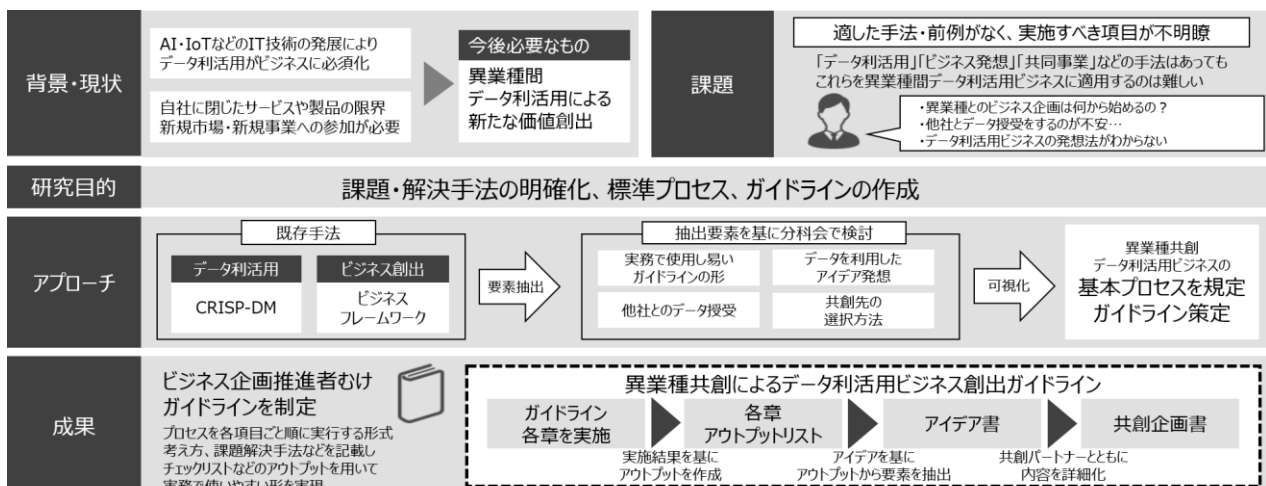 背景・現状
AI・IoTなどのIT技術の発展により
データ利活用がビジネスに必須化
自社に閉じたサービスや製品の限界
新規市場・新規事業への参加が必要
今後必要なもの
異業種間
データ利活用による
新たな価値創出
課題
適した手法・前例がなく、実施すべき項目が不明瞭
「データ利活用」「ビジネス発想」「共同事業」などの手法はあっても
これらを異業種間データ利活用ビジネスに適用するのは難しい
・異業種とのビジネス企画は何から始めるの？
・他社とデータ授受をするのが不安…
・データ利活用ビジネスの発想法がわからない
研究目的
課題・解決手法の明確化、標準プロセス、ガイドラインの作成
アプローチ
既存手法
データ利活用
CRISP-DM
ビジネス創出
ビジネス
フレームワーク
要素抽出
抽出要素を基に分科会で検討
実務で使用し易い
ガイドラインの形
データを利用した
アイデア発想
他社とのデータ授受
共創先の
選択方法
可視化
異業種共創
データ利活用ビジネスの
基本プロセスを規定
ガイドライン策定
成果
ビジネス企画推進者むけ
ガイドラインを制定
プロセスを各項目ごと順に実行する形式
考え方、課題解決手法などを記載し
チェックリストなどのアウトプットを用いて
実務で使いやすい形を実現
異業種共創によるデータ利活用ビジネス創出ガイドライン
ガイドライン
各章を実施
各章
アウトプットリスト
アイデア書
共創企画書
実施結果を基に
アウトプットを作成
アイデアを基に
アウトプットから要素を抽出
共創パートナーとともに
内容を詳細化